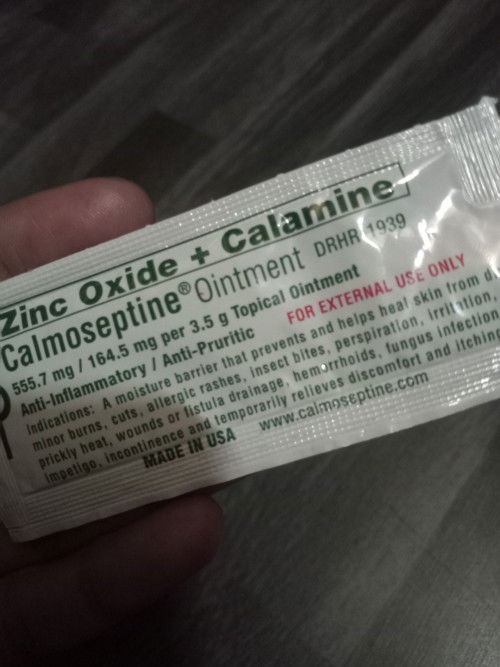 Zinc Oxide + Calamine
Calmoseptine® Ointment DRHR 1939
555.7 mg / 164.5 mg per 3.5 g Topical Ointment
Anti-Inflammatory / Anti-Pruritic FOR EXTERNAL USE ONLY
Indications: A moisture barrier that prevents and helps heal skin from
minor burns, cuts, allergic rashes, insect bites, perspiration, irritation
prickly heat, wounds or fistula drainage, hemorrhoids, fungus infection
impetigo, incontinence and temporarily relieves discomfort and itchin
MADE IN USA www.calmoseptine.com